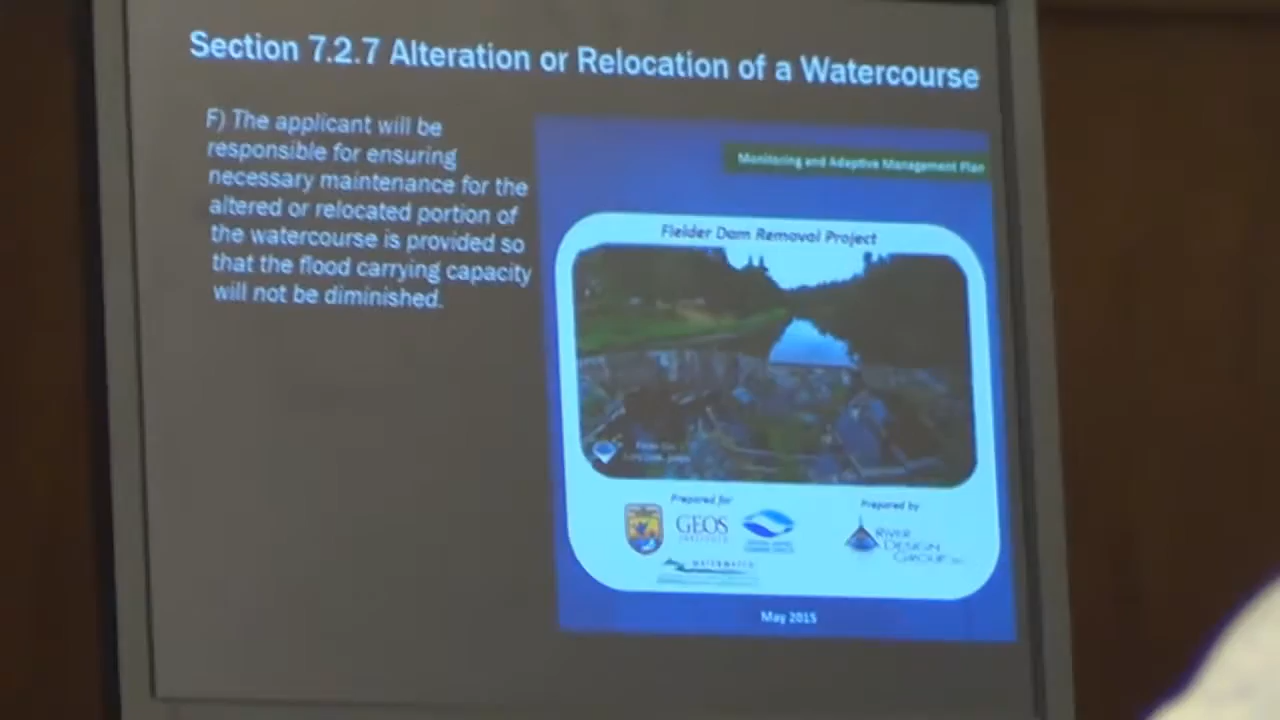 Section 7.2.7 Alteration or Relocation of a Watercourse
F) The applicant will be
responsible for ensuring
necessary maintenance for the
altered or relocated portion of
the watercourse is provided so
that the flood carrying capacity
will not be diminished.
Monitoring and Adaptive Management Plan
Fielder Dam Removal Project
Prepared for
GEOS
INSTITUTE
WATERWATCH
Prepared by
RIVER
DESIGN
GROUP
May 2015